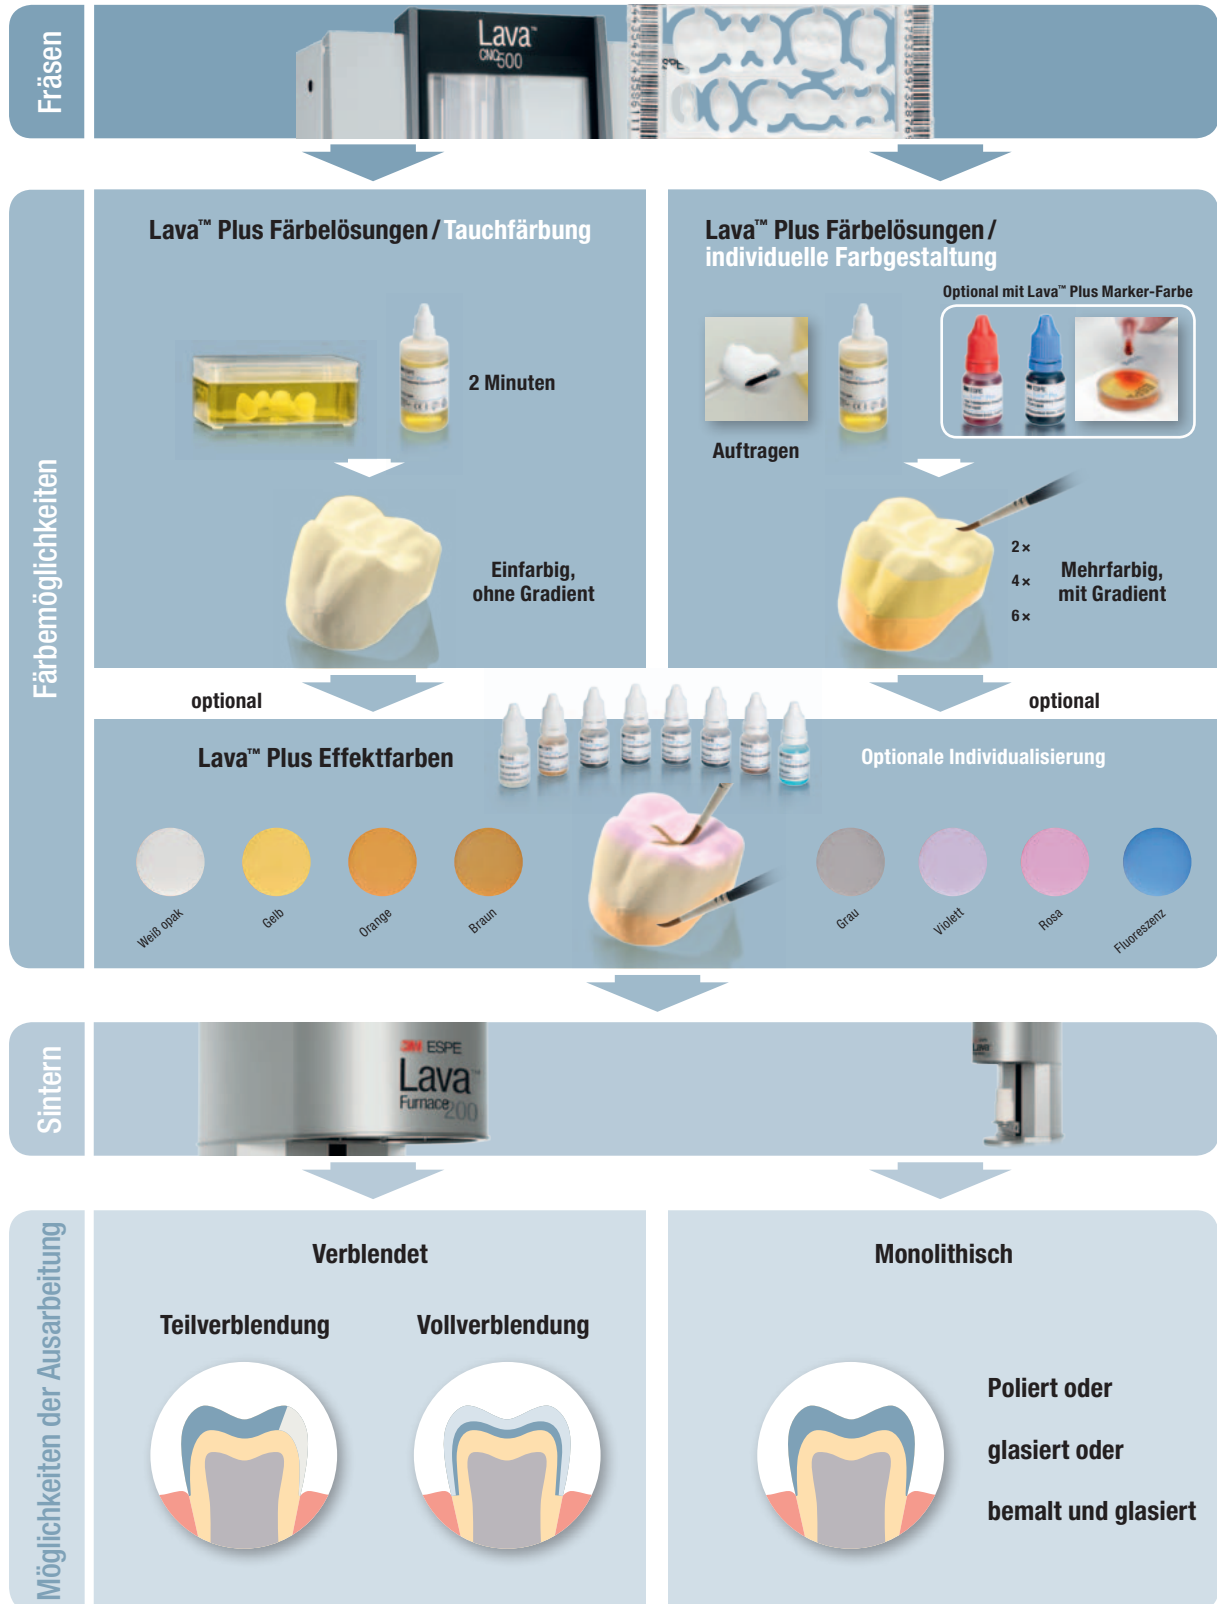 Fräsen
Lava™
CNC 500
Färbemöglichkeiten
Lava™ Plus Färbelösungen / Tauchfärbung
2 Minuten
Einfarbig,
ohne Gradient
Lava™ Plus Färbelösungen /
individuelle Farbgestaltung
Optional mit Lava™ Plus Marker-Farbe
Auftragen
2 ×
4 ×
6 ×
Mehrfarbig,
mit Gradient
optional
optional
Lava™ Plus Effektfarben
Optionale Individualisierung
Weiß opak
Gelb
Orange
Braun
Grau
Violett
Rosa
Fluoreszenz
Sintern
3M ESPE
Lava™
Furnace 200
Möglichkeiten der Ausarbeitung
Verblendet
Teilverblendung
Vollverblendung
Monolithisch
Poliert oder
glasiert oder
bemalt und glasiert